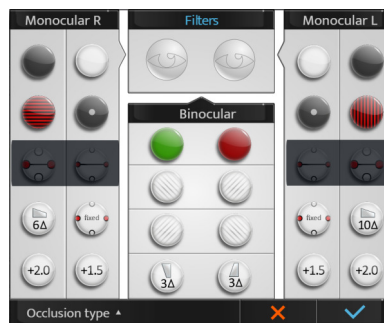 Monocular R
Filters
Monocular L
Binocular
fixed
fixed
6Δ
10Δ
3Δ
3Δ
+2.0
+1.5
+1.5
+2.0
Occlusion type